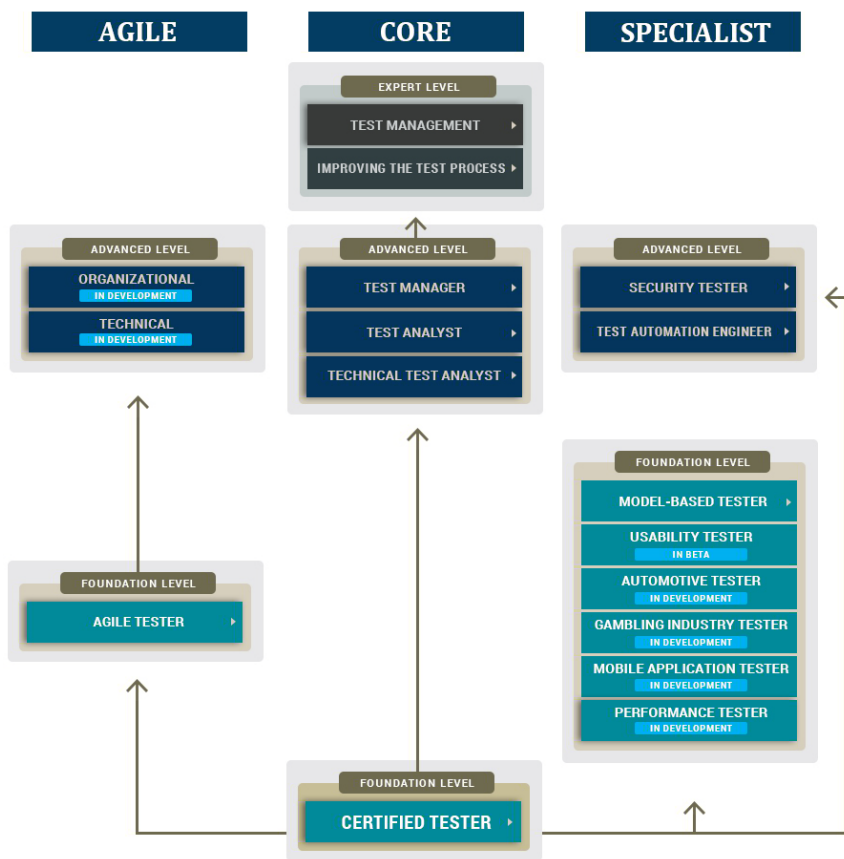 AGILE
CORE
SPECIALIST
EXPERT LEVEL
TEST MANAGEMENT
IMPROVING THE TEST PROCESS
ADVANCED LEVEL
ORGANIZATIONAL
IN DEVELOPMENT
TECHNICAL
IN DEVELOPMENT
ADVANCED LEVEL
TEST MANAGER
TEST ANALYST
TECHNICAL TEST ANALYST
ADVANCED LEVEL
SECURITY TESTER
TEST AUTOMATION ENGINEER
FOUNDATION LEVEL
AGILE TESTER
FOUNDATION LEVEL
MODEL-BASED TESTER
USABILITY TESTER
IN BETA
AUTOMOTIVE TESTER
IN DEVELOPMENT
GAMBLING INDUSTRY TESTER
IN DEVELOPMENT
MOBILE APPLICATION TESTER
IN DEVELOPMENT
PERFORMANCE TESTER
IN DEVELOPMENT
FOUNDATION LEVEL
CERTIFIED TESTER